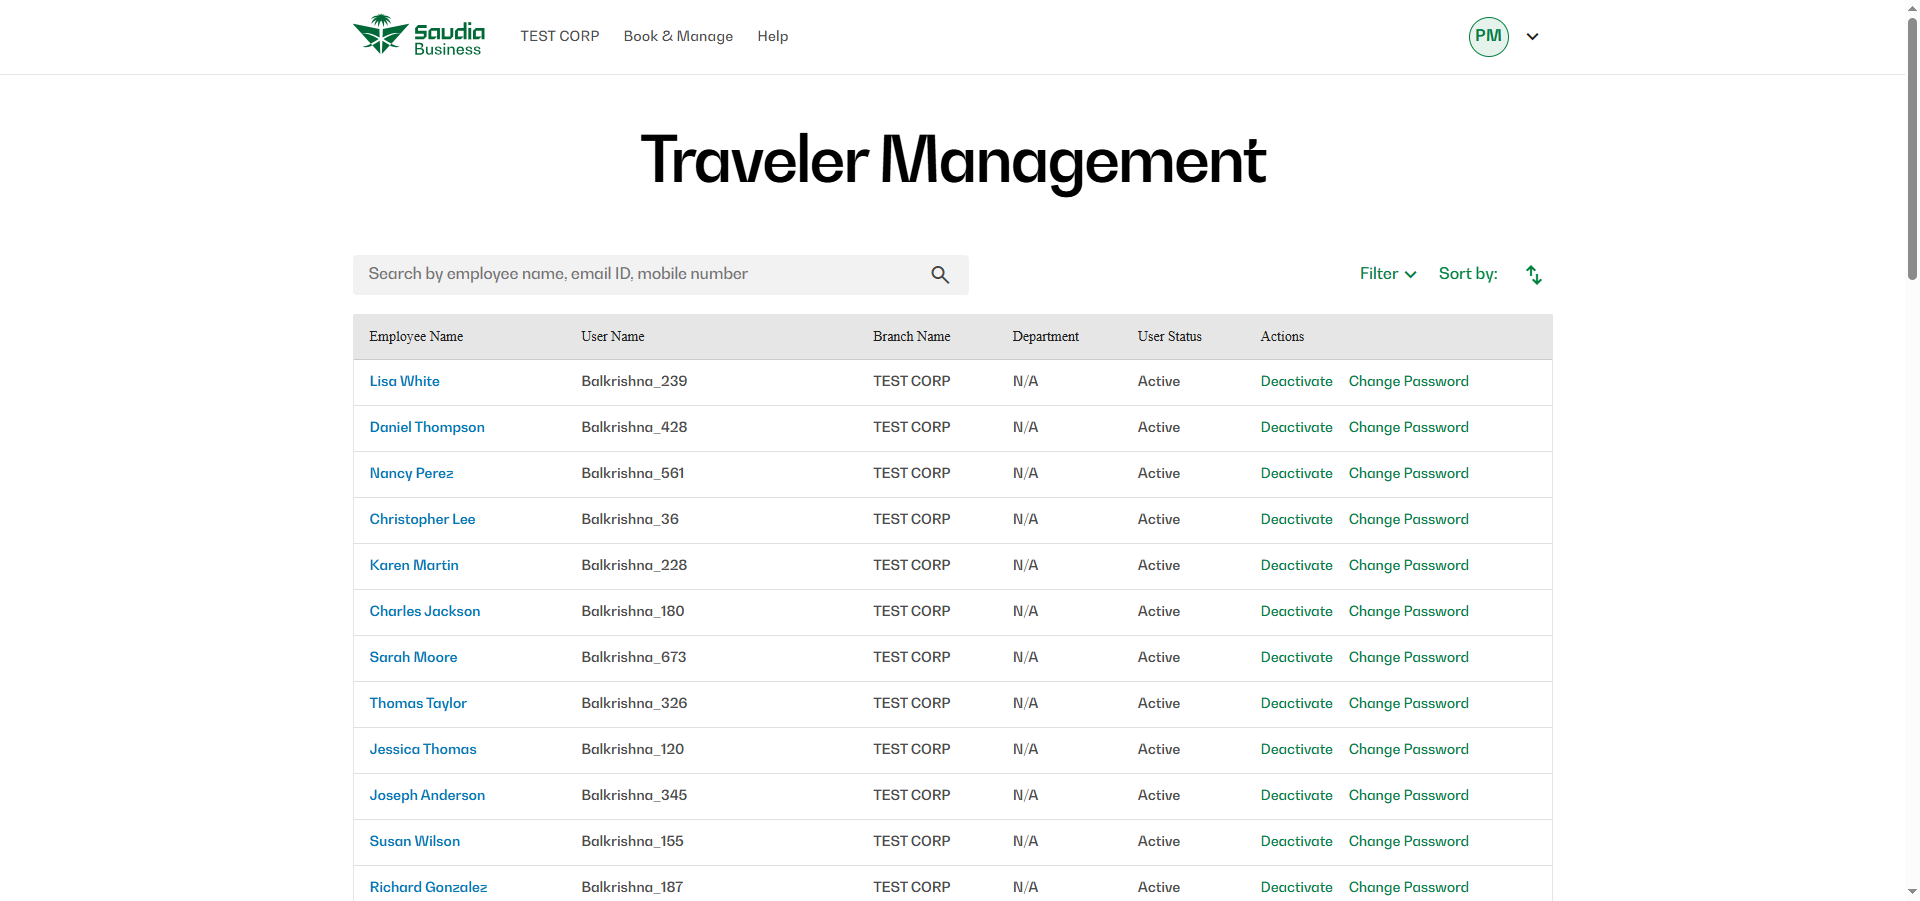 Saudia
Business
TEST CORP Book & Manage Help PM
Traveler Management
Search by employee name, email ID, mobile number Filter Sort by:
Employee Name User Name Branch Name Department User Status Actions
Lisa White Balkrishna_239 TEST CORP N/A Active Deactivate Change Password
Daniel Thompson Balkrishna_428 TEST CORP N/A Active Deactivate Change Password
Nancy Perez Balkrishna_561 TEST CORP N/A Active Deactivate Change Password
Christopher Lee Balkrishna_36 TEST CORP N/A Active Deactivate Change Password
Karen Martin Balkrishna_228 TEST CORP N/A Active Deactivate Change Password
Charles Jackson Balkrishna_180 TEST CORP N/A Active Deactivate Change Password
Sarah Moore Balkrishna_673 TEST CORP N/A Active Deactivate Change Password
Thomas Taylor Balkrishna_326 TEST CORP N/A Active Deactivate Change Password
Jessica Thomas Balkrishna_120 TEST CORP N/A Active Deactivate Change Password
Joseph Anderson Balkrishna_345 TEST CORP N/A Active Deactivate Change Password
Susan Wilson Balkrishna_155 TEST CORP N/A Active Deactivate Change Password
Richard Gonzalez Balkrishna_187 TEST CORP N/A Active Deactivate Change Password